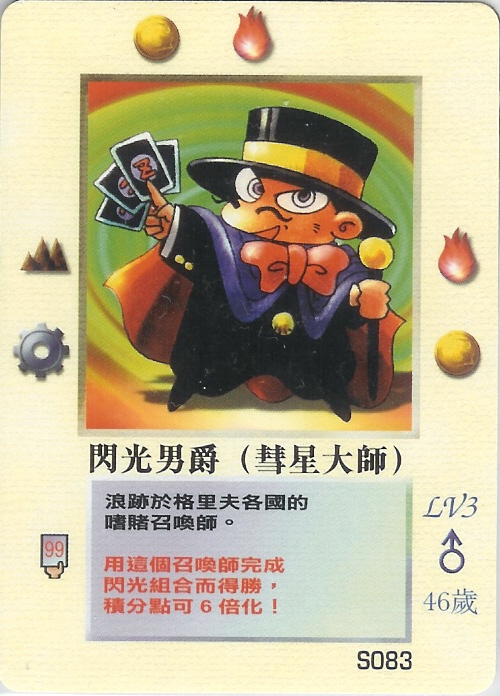 閃光男爵（彗星大師）
浪跡於格里夫各國的
嗜賭召喚師。
用這個召喚師完成
閃光組合而得勝，
積分點可6倍化！
LV3
♂
46歲
99
S083